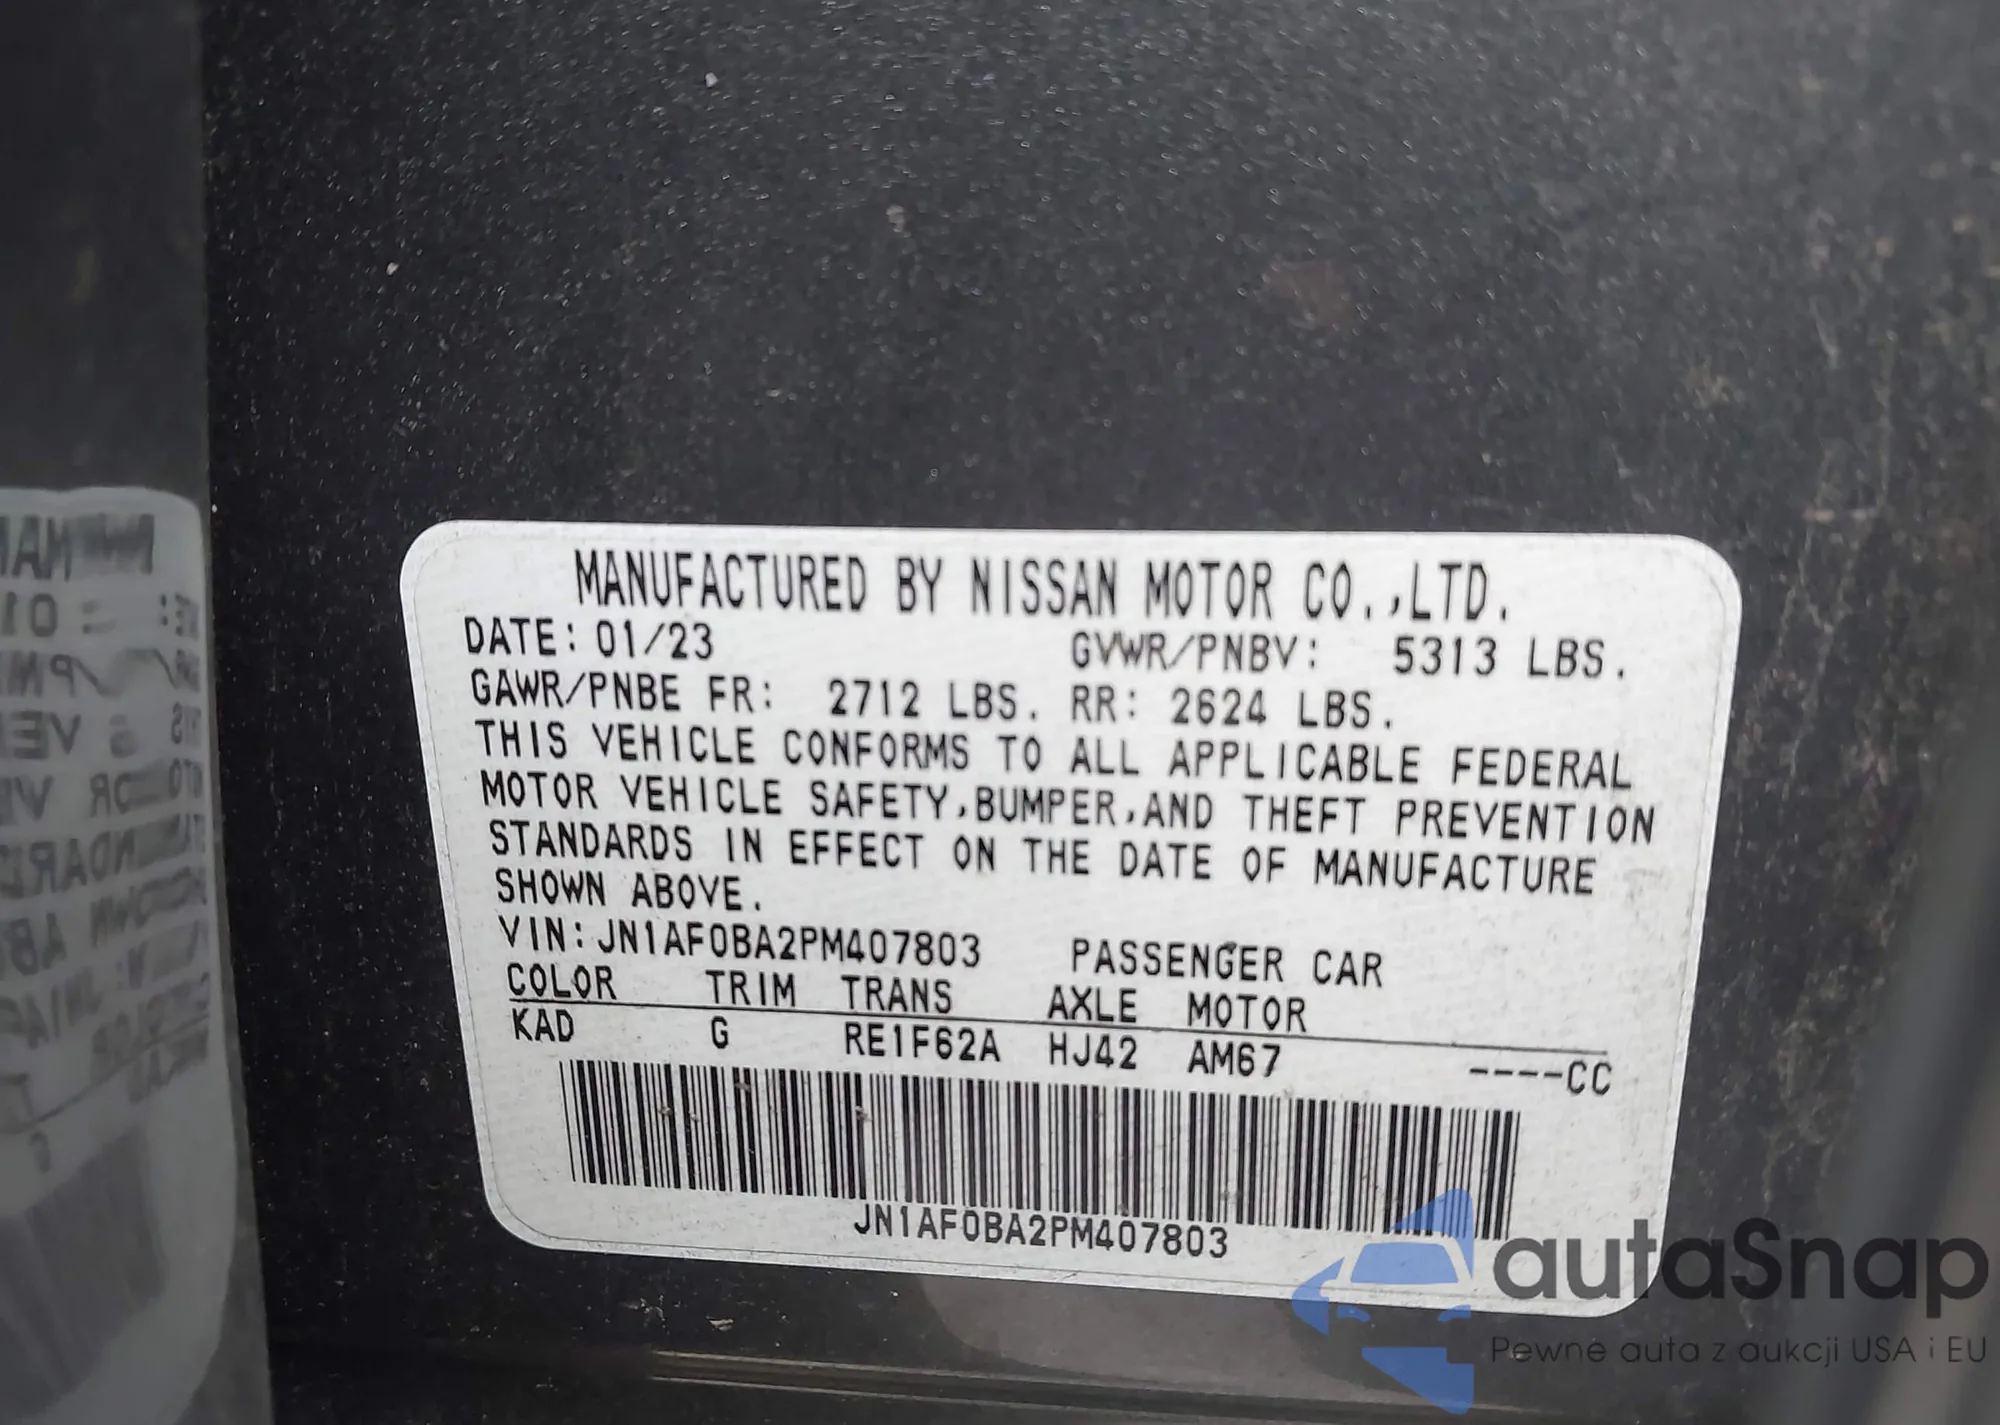 MANUFACTURED BY NISSAN MOTOR CO.,LTD.
DATE: 01/23 GVWR/PNBV: 5313 LBS.
GAWR/PNBE FR: 2712 LBS. RR: 2624 LBS.
THIS VEHICLE CONFORMS TO ALL APPLICABLE FEDERAL
MOTOR VEHICLE SAFETY,BUMPER,AND THEFT PREVENTION
STANDARDS IN EFFECT ON THE DATE OF MANUFACTURE
SHOWN ABOVE.
VIN: JN1AF0BA2PM407803 PASSENGER CAR
COLOR TRIM TRANS AXLE MOTOR
KAD G RE1F62A HJ42 AM67 ----CC
JN1AF0BA2PM407803
autaSnap
Pewne auta z aukcji USA i EU